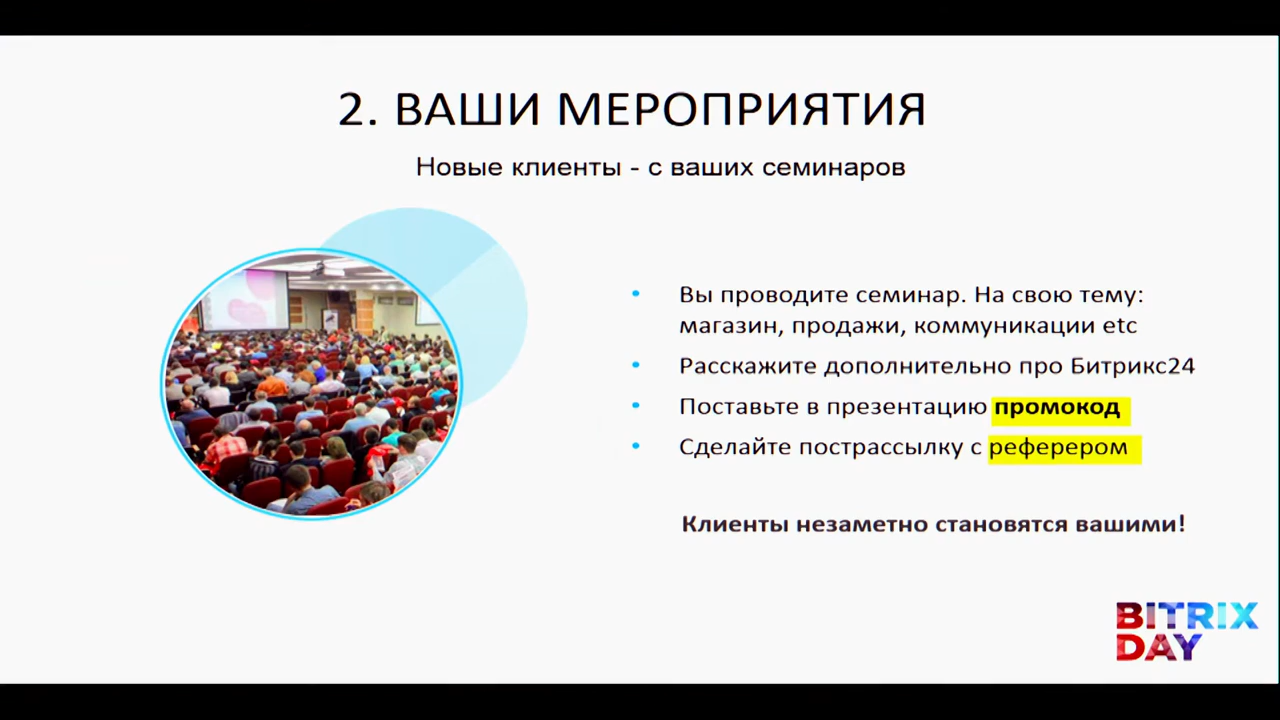 2. ВАШИ МЕРОПРИЯТИЯ
Новые клиенты - с ваших семинаров
Вы проводите семинар. На свою тему:
магазин, продажи, коммуникации etc
Расскажите дополнительно про Битрикс24
Поставьте в презентацию промокод
Сделайте пострассылку с реферером
Клиенты незаметно становятся вашими!
BITRIX
DAY